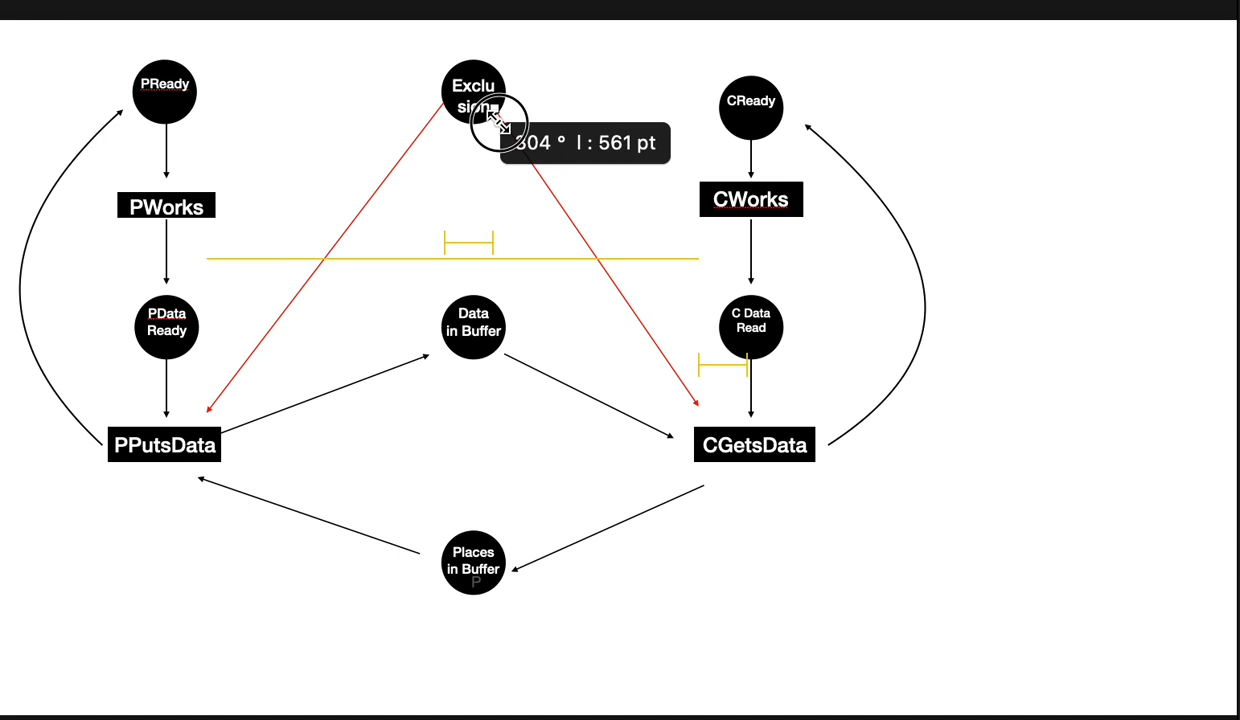 PReady
Exclu
sion
CReady
304 ° l : 561 pt
PWorks
CWorks
PData
Ready
Data
in Buffer
C Data
Read
PPutsData
CGetsData
Places
in Buffer
P